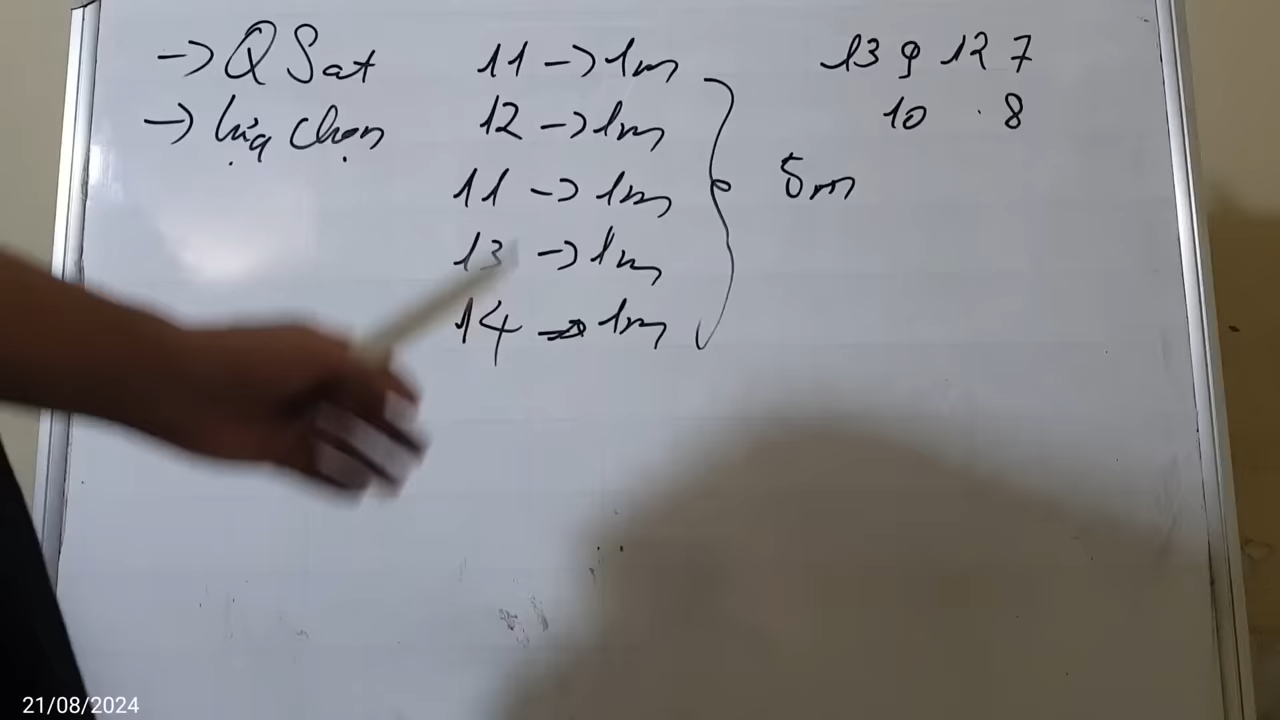 → Q Sat
→ lựa chọn
11 → 1m
12 → 1m
11 → 1m
13 → 1m
14 → 1m
5m
13 9 12 7
10 . 8
21/08/2024